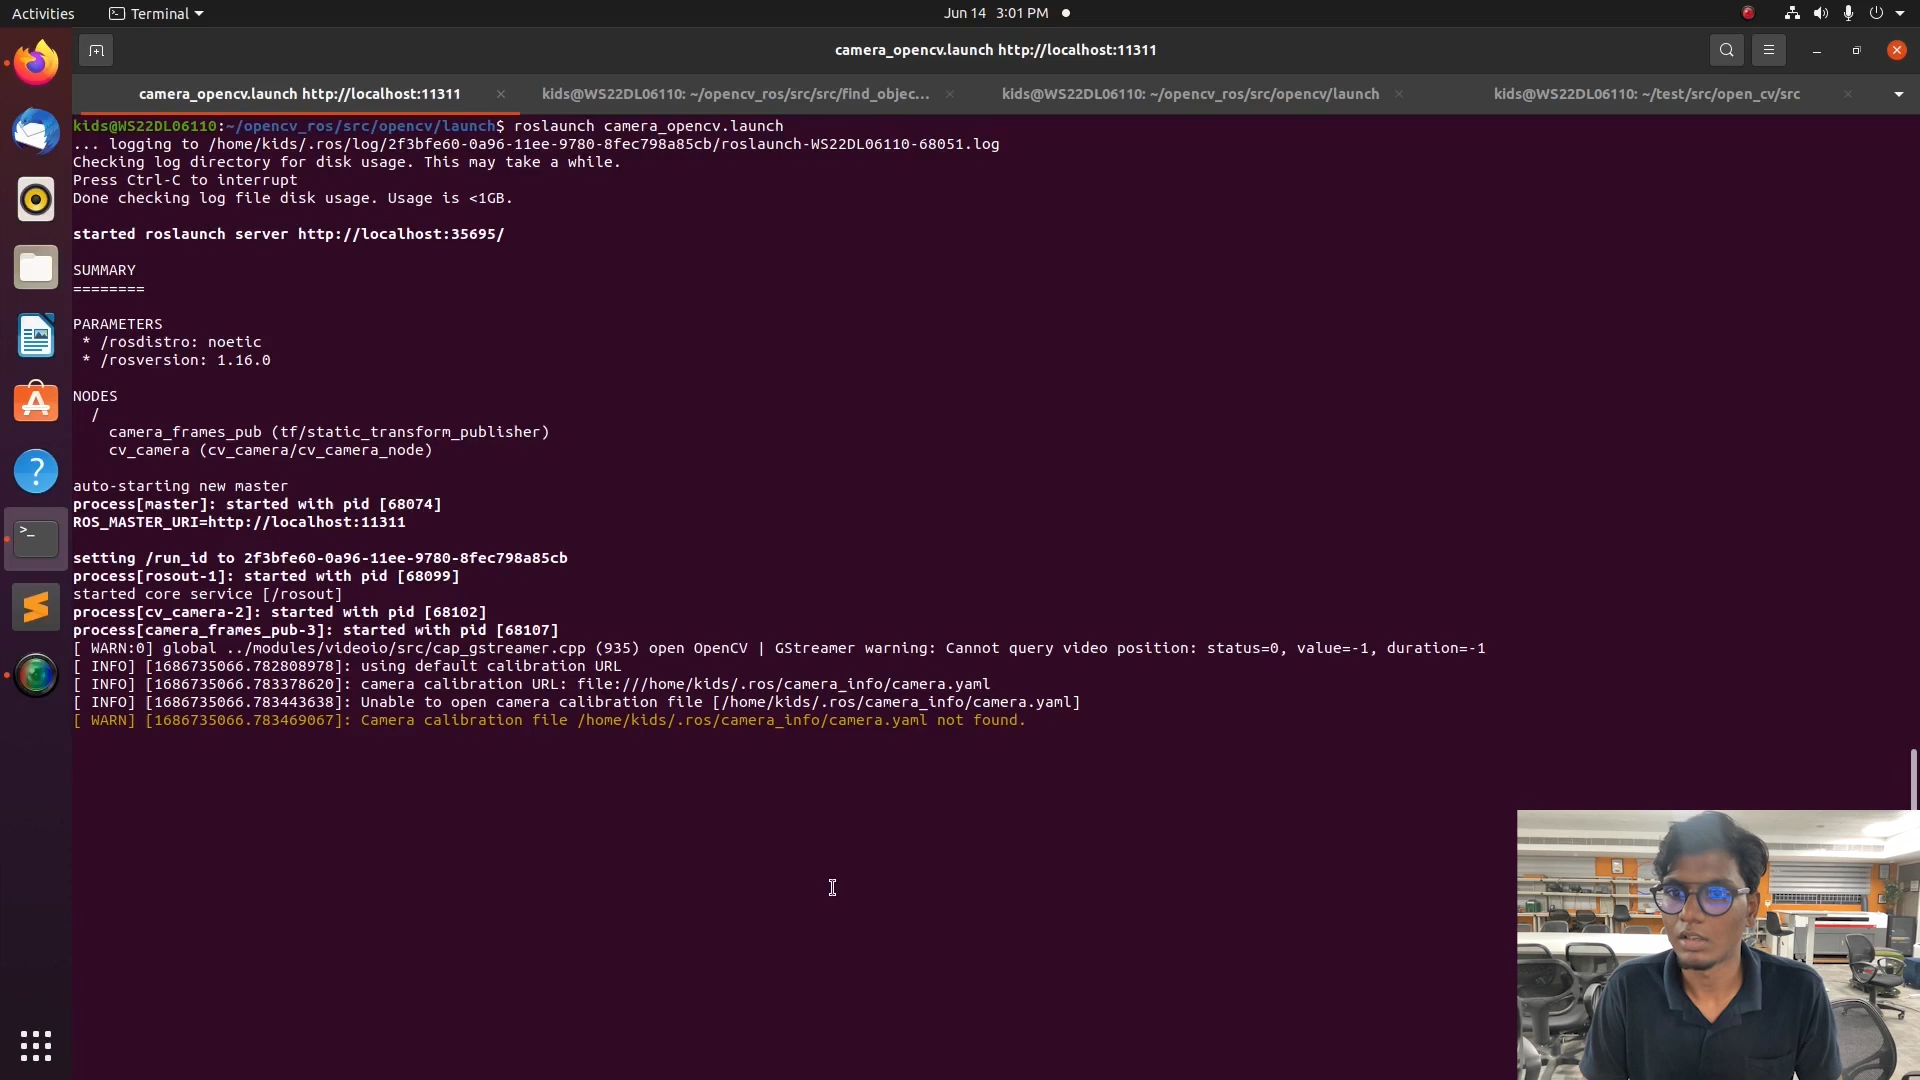 Activities Terminal Jun 14 3:01 PM
camera_opencv.launch http://localhost:11311
camera_opencv.launch http://localhost:11311 kids@WS22DL06110: ~/opencv_ros/src/src/find_objec... kids@WS22DL06110: ~/opencv_ros/src/opencv/launch kids@WS22DL06110: ~/test/src/open_cv/src
kids@WS22DL06110:~/opencv_ros/src/opencv/launch$ roslaunch camera_opencv.launch
... logging to /home/kids/.ros/log/2f3bfe60-0a96-11ee-9780-8fec798a85cb/roslaunch-WS22DL06110-68051.log
Checking log directory for disk usage. This may take a while.
Press Ctrl-C to interrupt
Done checking log file disk usage. Usage is <1GB.
started roslaunch server http://localhost:35695/
SUMMARY
========
PARAMETERS
* /rosdistro: noetic
* /rosversion: 1.16.0
NODES
/
camera_frames_pub (tf/static_transform_publisher)
cv_camera (cv_camera/cv_camera_node)
auto-starting new master
process[master]: started with pid [68074]
ROS_MASTER_URI=http://localhost:11311
setting /run_id to 2f3bfe60-0a96-11ee-9780-8fec798a85cb
process[rosout-1]: started with pid [68099]
started core service [/rosout]
process[cv_camera-2]: started with pid [68102]
process[camera_frames_pub-3]: started with pid [68107]
[ WARN:0] global ../modules/videoio/src/cap_gstreamer.cpp (935) open OpenCV | GStreamer warning: Cannot query video position: status=0, value=-1, duration=-1
[ INFO] [1686735066.782808978]: using default calibration URL
[ INFO] [1686735066.783378620]: camera calibration URL: file:///home/kids/.ros/camera_info/camera.yaml
[ INFO] [1686735066.783443638]: Unable to open camera calibration file [/home/kids/.ros/camera_info/camera.yaml]
[ WARN] [1686735066.783469067]: Camera calibration file /home/kids/.ros/camera_info/camera.yaml not found.